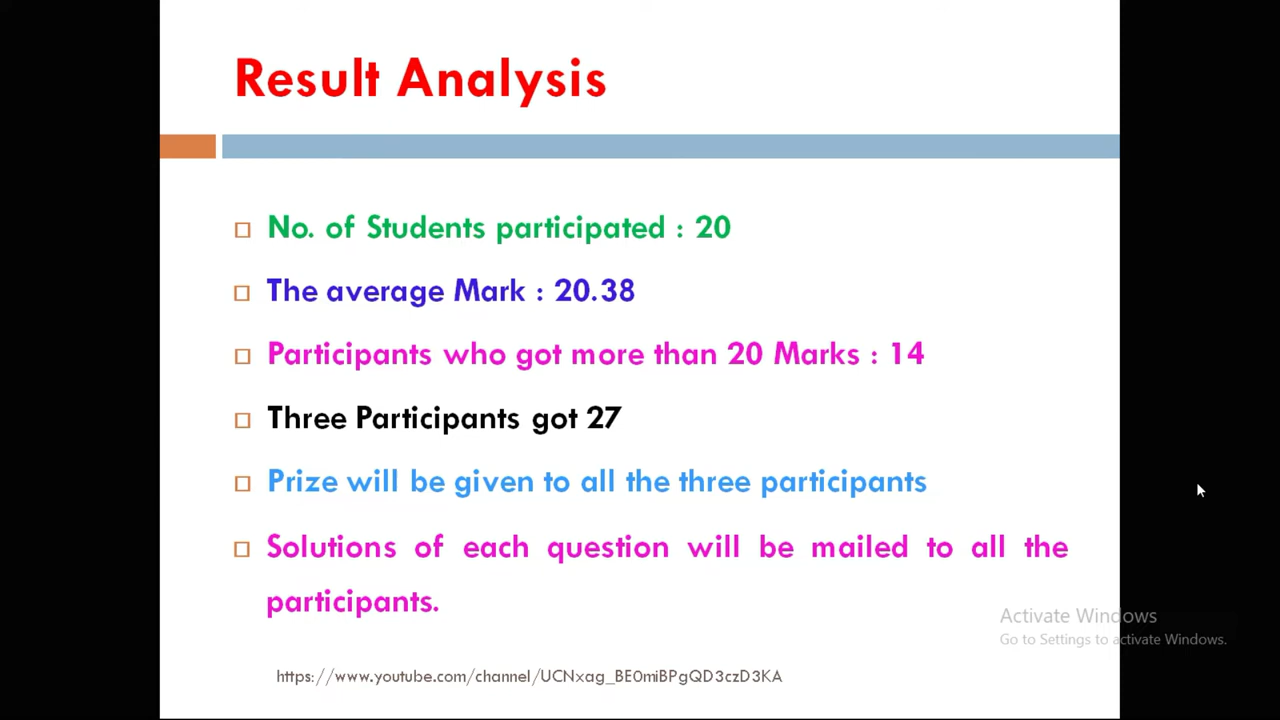 Result Analysis
No. of Students participated : 20
The average Mark : 20.38
Participants who got more than 20 Marks : 14
Three Participants got 27
Prize will be given to all the three participants
Solutions of each question will be mailed to all the
participants.
Activate Windows
Go to Settings to activate Windows.
https://www.youtube.com/channel/UCNxag_BE0miBPgQD3czD3KA